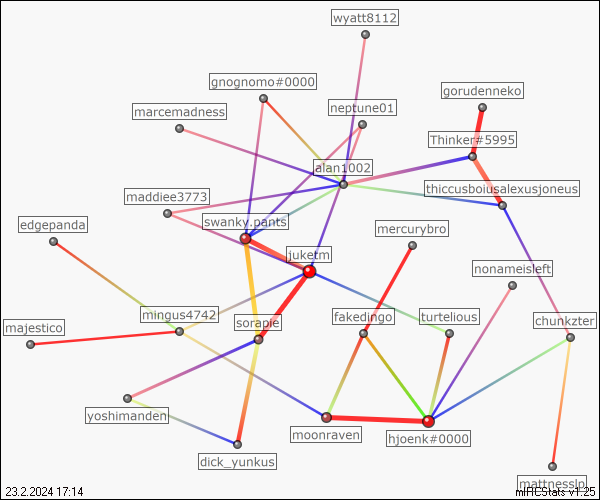 wyatt8112
gnognomo#0000
gorudenneko
marcemadness
neptune01
Thinker#5995
alan1002
thiccusboiusalexusjoneus
maddiee3773
swanky.pants
edgepanda
mercurybro
juketm
nonameisleft
mingus4742
sorapie
fakedingo
turtelious
chunkzter
majestico
yoshimanden
moonraven
hjoenk#0000
dick_yunkus
mattnesslp
23.2.2024 17:14
mIRCStats v1.25